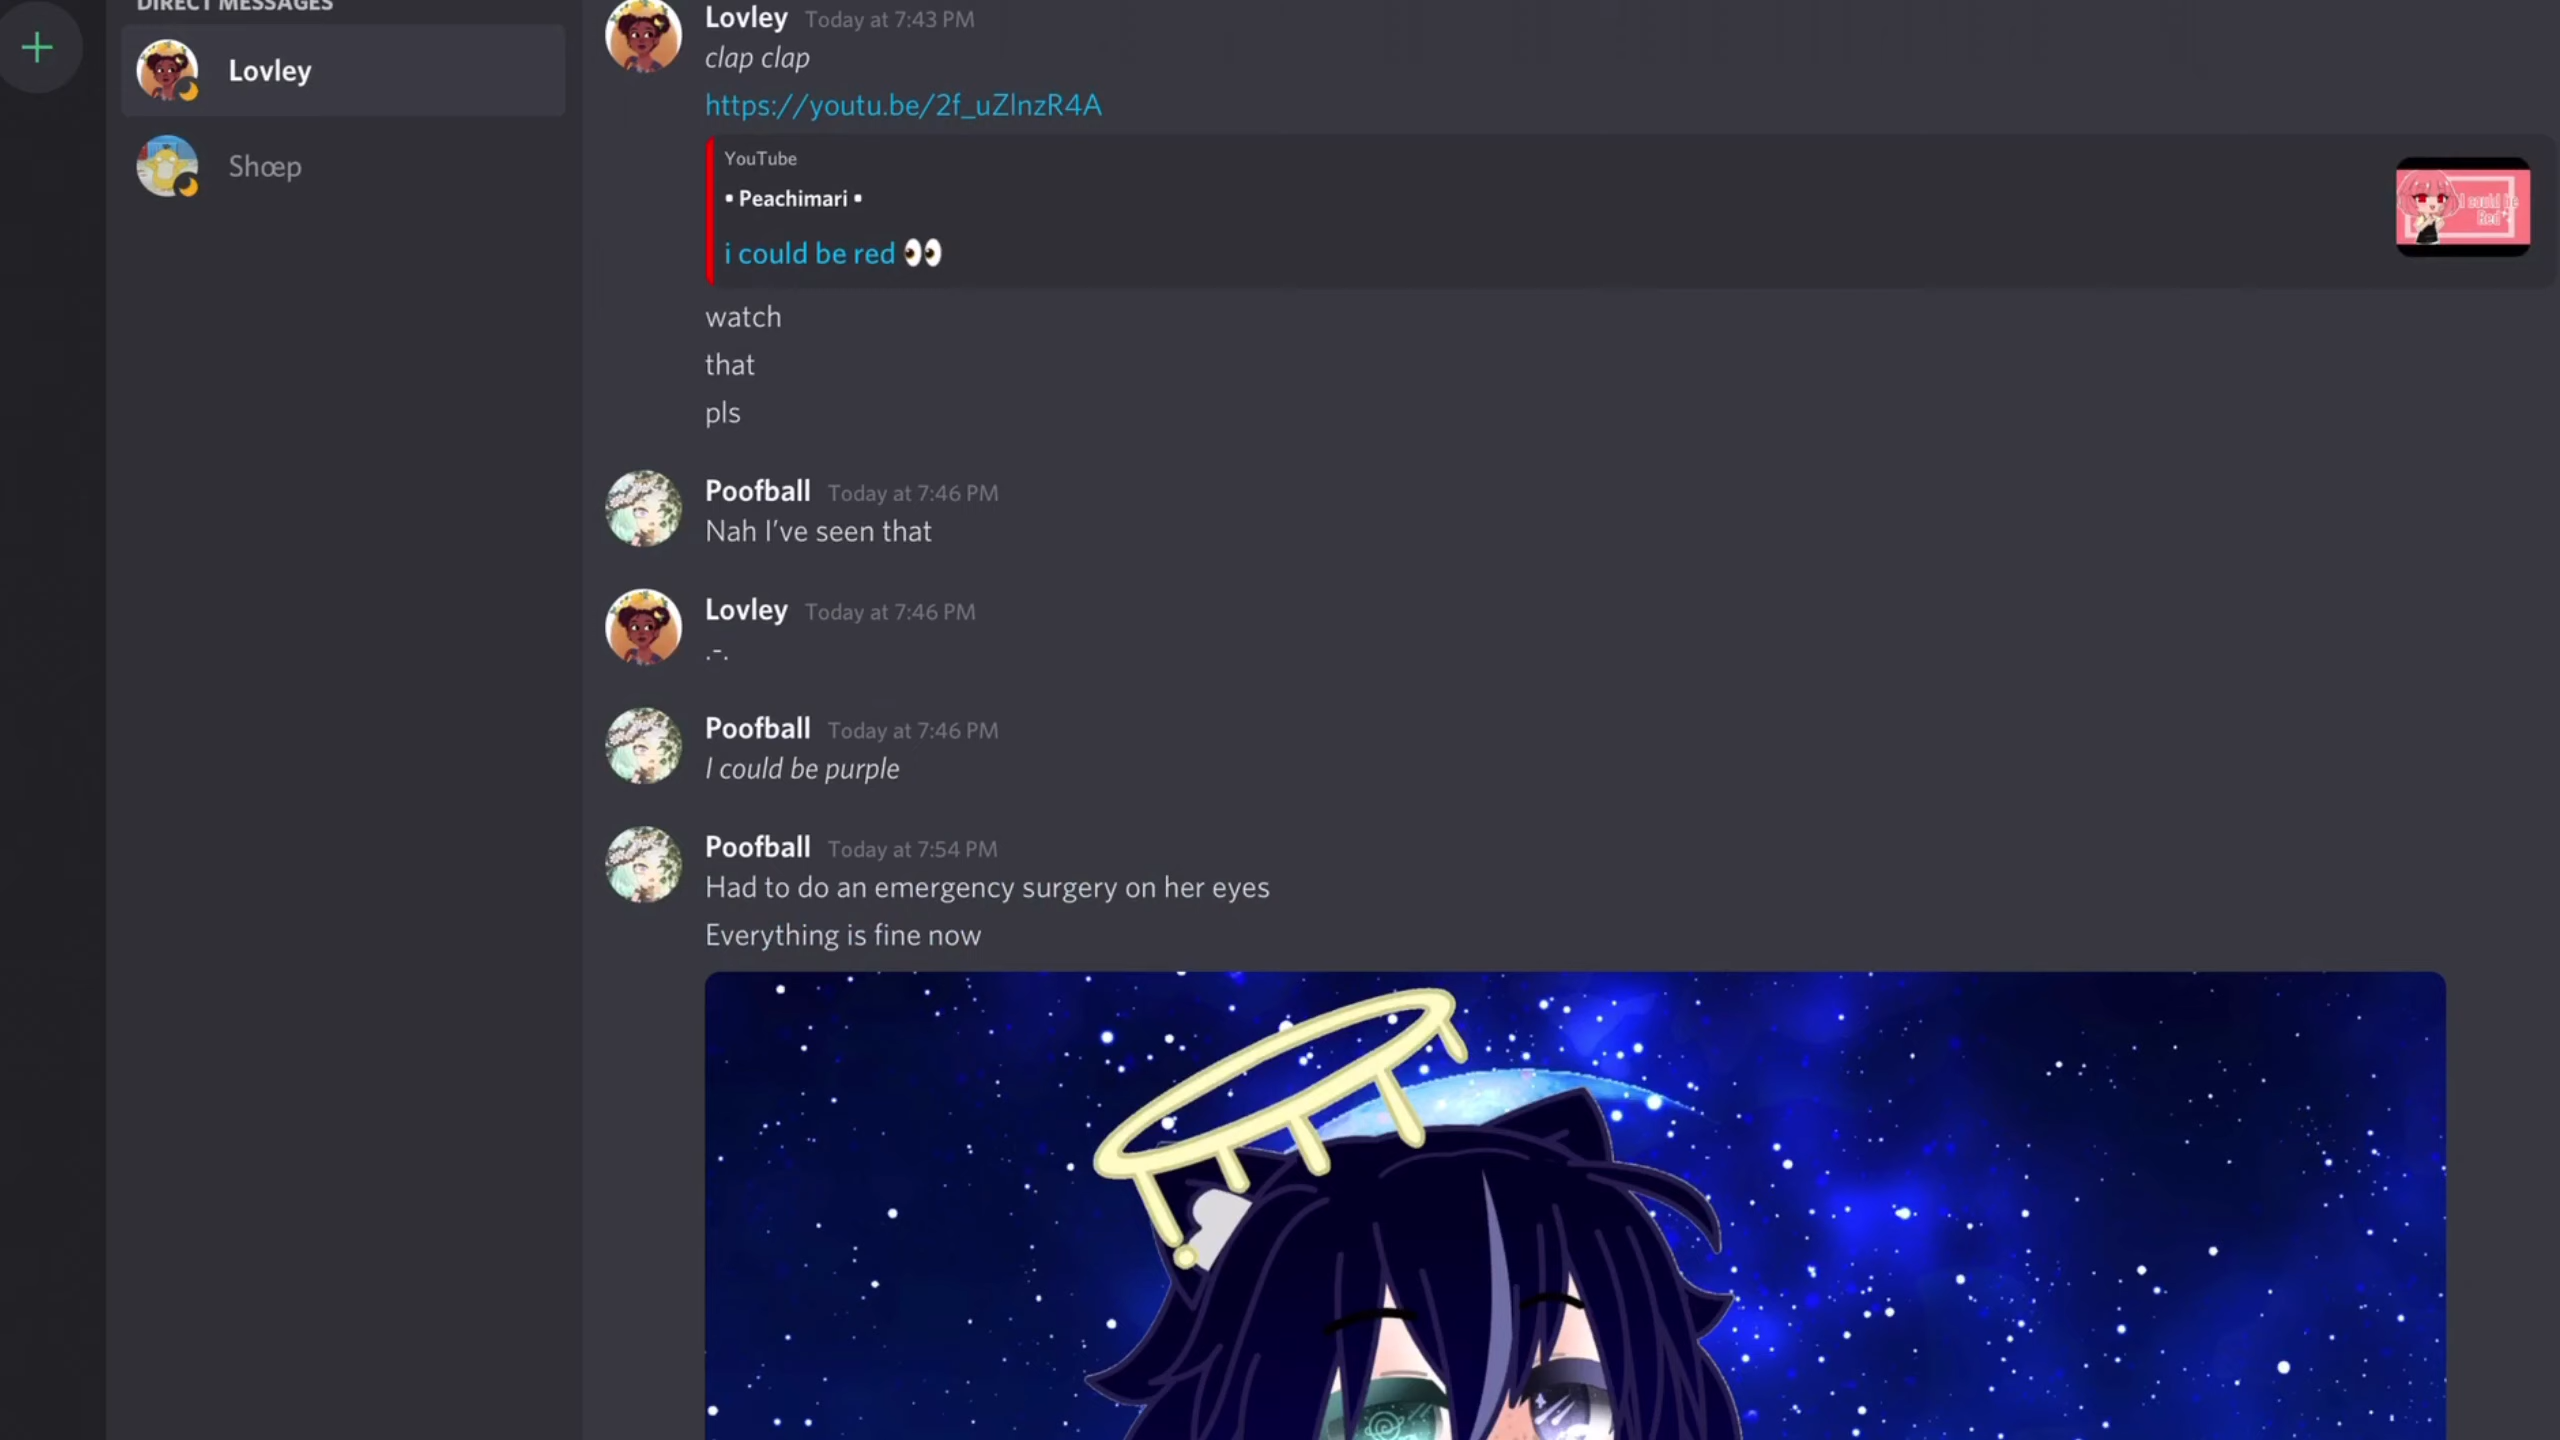 DIRECT MESSAGES
Lovley
Shœp
Lovley Today at 7:43 PM
clap clap
https://youtu.be/2f_uZlnzR4A
YouTube
• Peachimari •
i could be red 👀
I could be
Red
watch
that
pls
Poofball Today at 7:46 PM
Nah I’ve seen that
Lovley Today at 7:46 PM
.-.
Poofball Today at 7:46 PM
I could be purple
Poofball Today at 7:54 PM
Had to do an emergency surgery on her eyes
Everything is fine now